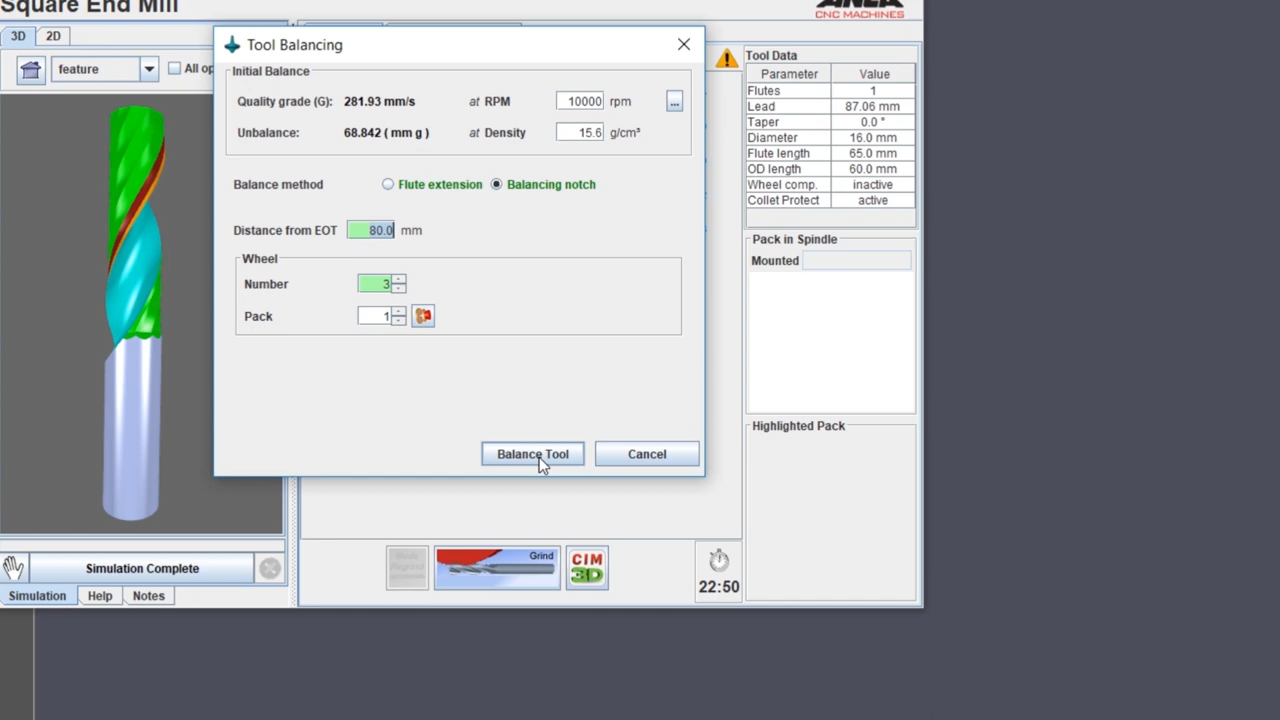 Square End Mill
ANCA
CNC MACHINES
3D 2D
feature
All op
Tool Balancing
Initial Balance
Quality grade (G): 281.93 mm/s at RPM 10000 rpm ...
Unbalance: 68.842 ( mm g ) at Density 15.6 g/cm³
Balance method Flute extension Balancing notch
Distance from EOT 80.0 mm
Wheel
Number 3
Pack 1
Balance Tool Cancel
Tool Data
Parameter Value
Flutes 1
Lead 87.06 mm
Taper 0.0 °
Diameter 16.0 mm
Flute length 65.0 mm
OD length 60.0 mm
Wheel comp. inactive
Collet Protect active
Pack in Spindle
Mounted
Highlighted Pack
Grind
CIM
3D
22:50
Simulation Complete
Simulation Help Notes